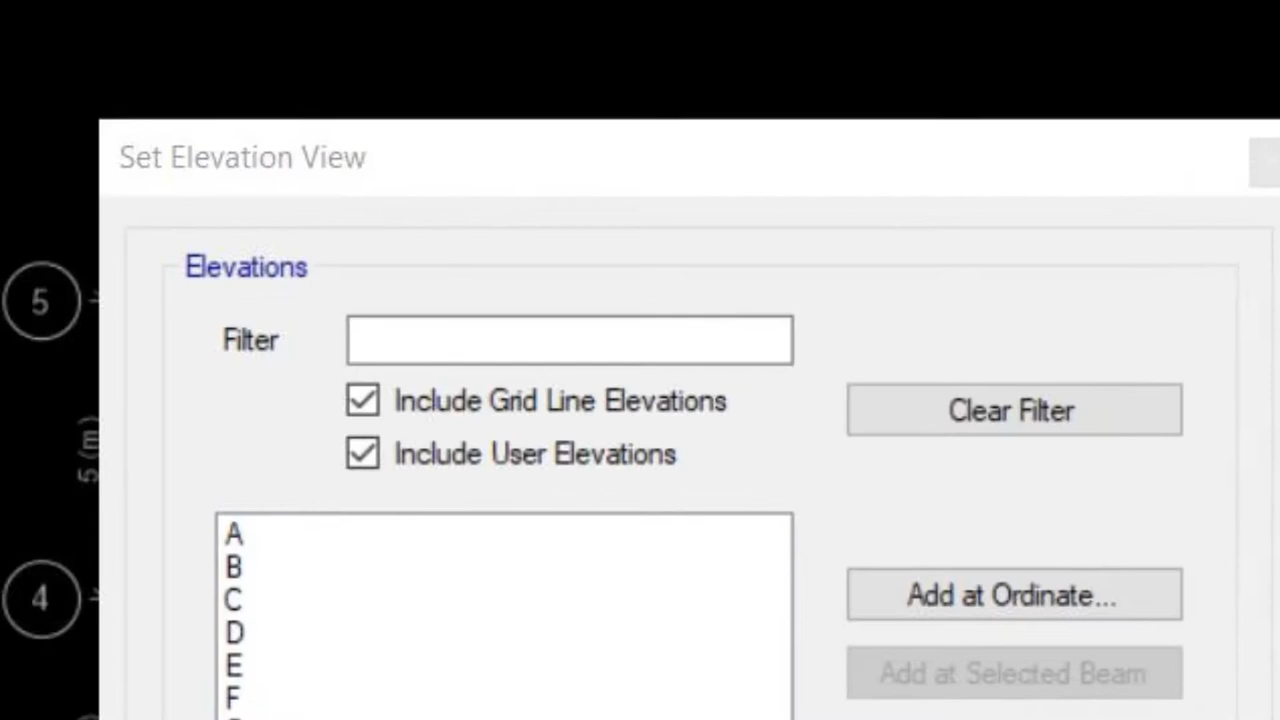 Set Elevation View
Elevations
5
Filter
Include Grid Line Elevations
Clear Filter
5 (m)
Include User Elevations
A
B
C
D
E
F
4
Add at Ordinate...
Add at Selected Beam